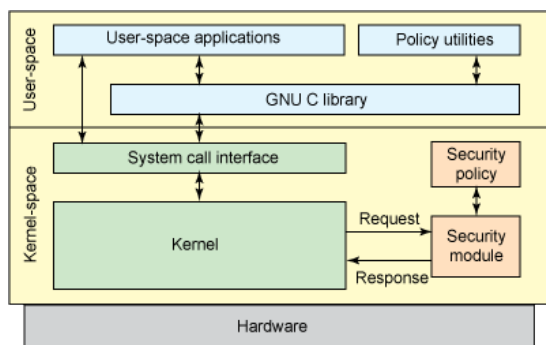 User-space
User-space applications
Policy utilities
GNU C library
Kernel-space
System call interface
Security
policy
Kernel
Request
Security
module
Response
Hardware